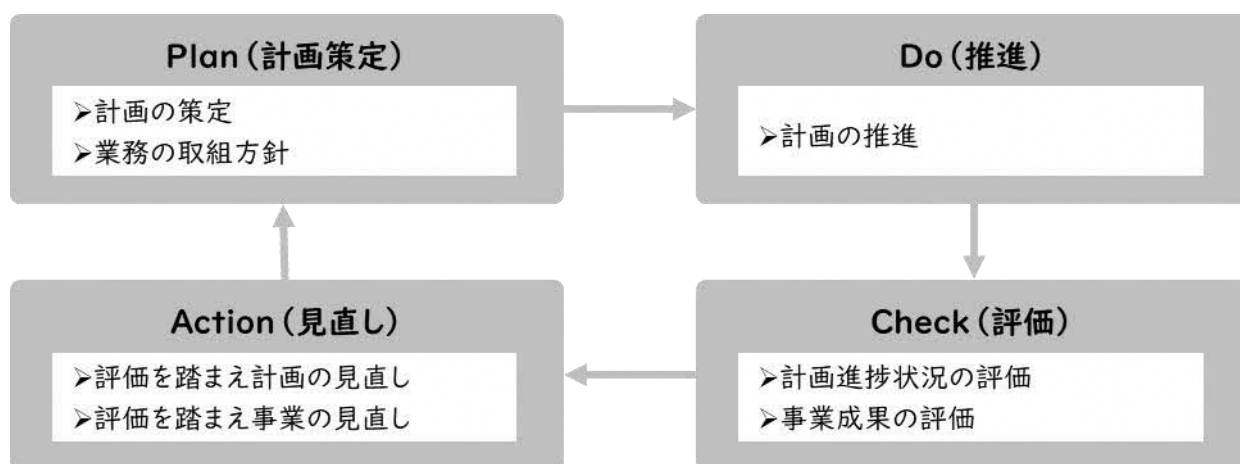 Plan（計画策定）
➢計画の策定
➢業務の取組方針
Do（推進）
➢計画の推進
Action（見直し）
➢評価を踏まえ計画の見直し
➢評価を踏まえ事業の見直し
Check（評価）
➢計画進捗状況の評価
➢事業成果の評価